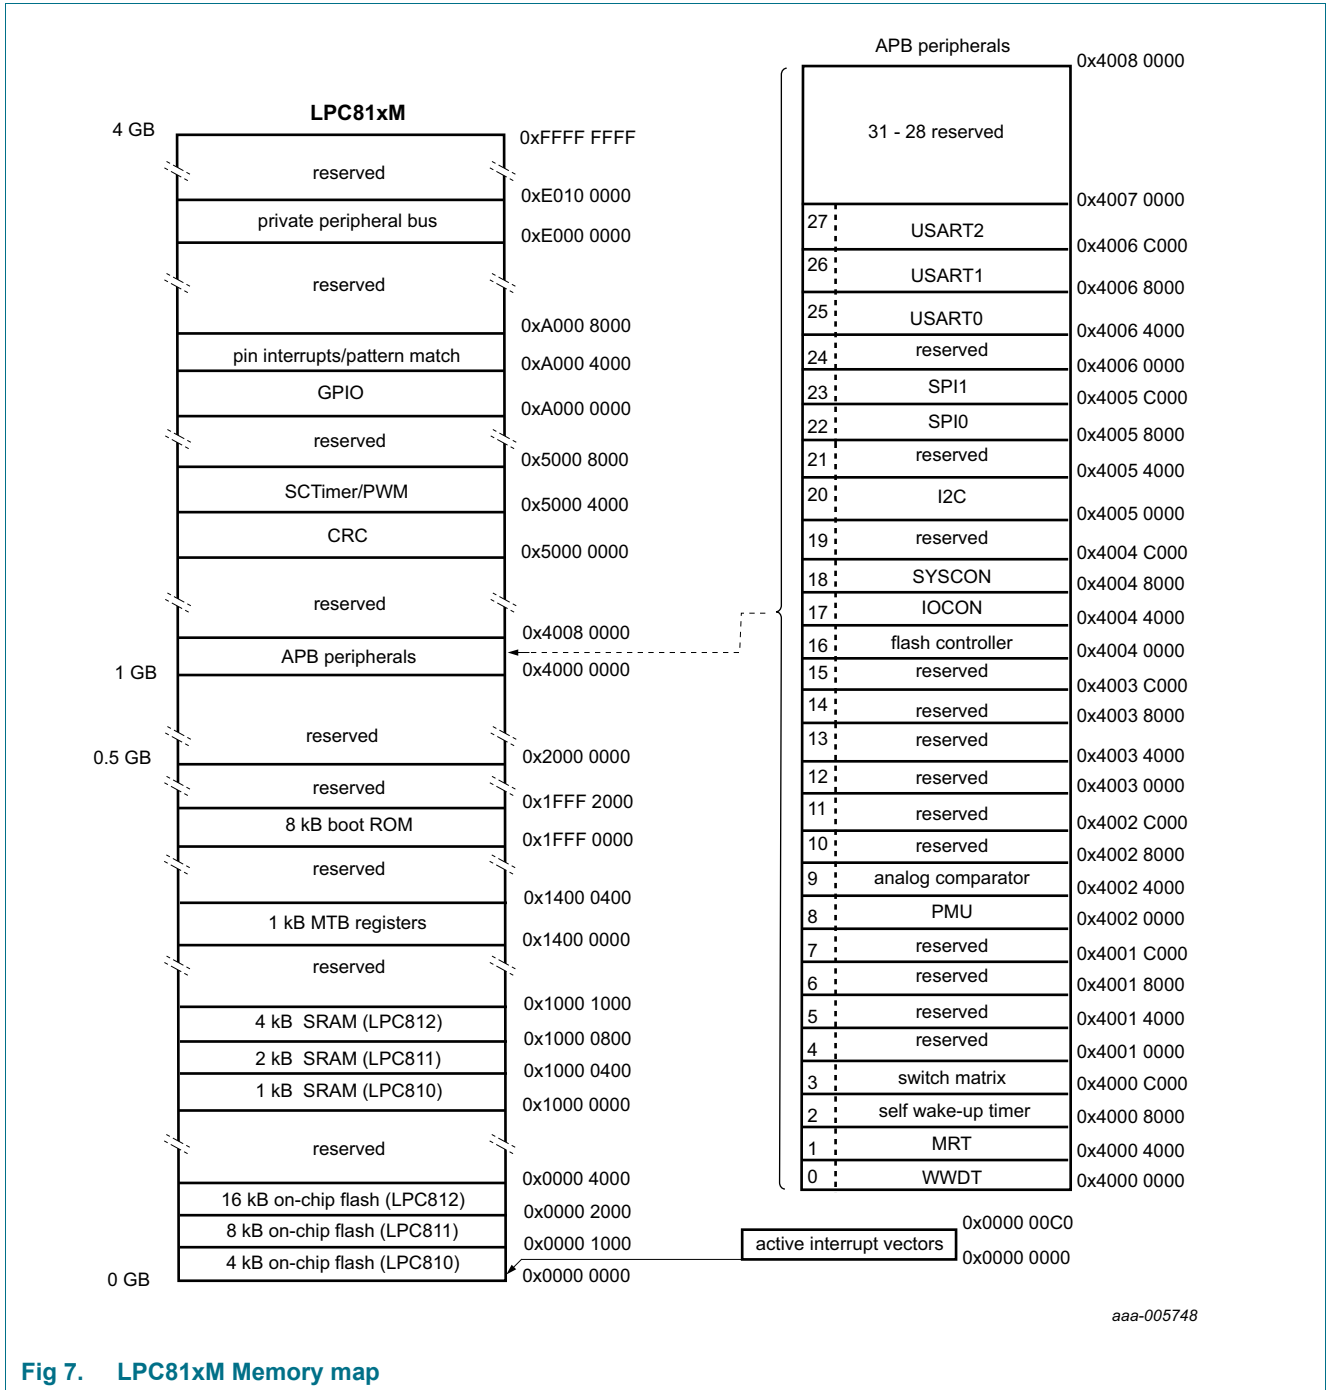 LPC81xM
4 GB
0xFFFF FFFF
reserved
0xE010 0000
private peripheral bus
0xE000 0000
reserved
0xA000 8000
pin interrupts/pattern match
0xA000 4000
GPIO
0xA000 0000
reserved
0x5000 8000
SCTimer/PWM
0x5000 4000
CRC
0x5000 0000
reserved
0x4008 0000
APB peripherals
0x4000 0000
1 GB
reserved
0x2000 0000
0.5 GB
reserved
0x1FFF 2000
8 kB boot ROM
0x1FFF 0000
reserved
0x1400 0400
1 kB MTB registers
0x1400 0000
reserved
0x1000 1000
4 kB SRAM (LPC812)
0x1000 0800
2 kB SRAM (LPC811)
0x1000 0400
1 kB SRAM (LPC810)
0x1000 0000
reserved
0x0000 4000
16 kB on-chip flash (LPC812)
0x0000 2000
8 kB on-chip flash (LPC811)
0x0000 1000
4 kB on-chip flash (LPC810)
0x0000 0000
0 GB
APB peripherals
0x4008 0000
31 - 28 reserved
0x4007 0000
27 USART2
0x4006 C000
26 USART1
0x4006 8000
25 USART0
0x4006 4000
24 reserved
0x4006 0000
23 SPI1
0x4005 C000
22 SPI0
0x4005 8000
21 reserved
0x4005 4000
20 I2C
0x4005 0000
19 reserved
0x4004 C000
18 SYSCON
0x4004 8000
17 IOCON
0x4004 4000
16 flash controller
0x4004 0000
15 reserved
0x4003 C000
14 reserved
0x4003 8000
13 reserved
0x4003 4000
12 reserved
0x4003 0000
11 reserved
0x4002 C000
10 reserved
0x4002 8000
9 analog comparator
0x4002 4000
8 PMU
0x4002 0000
7 reserved
0x4001 C000
6 reserved
0x4001 8000
5 reserved
0x4001 4000
4 reserved
0x4001 0000
3 switch matrix
0x4000 C000
2 self wake-up timer
0x4000 8000
1 MRT
0x4000 4000
0 WWDT
0x4000 0000
0x0000 00C0
active interrupt vectors
0x0000 0000
aaa-005748
Fig 7. LPC81xM Memory map